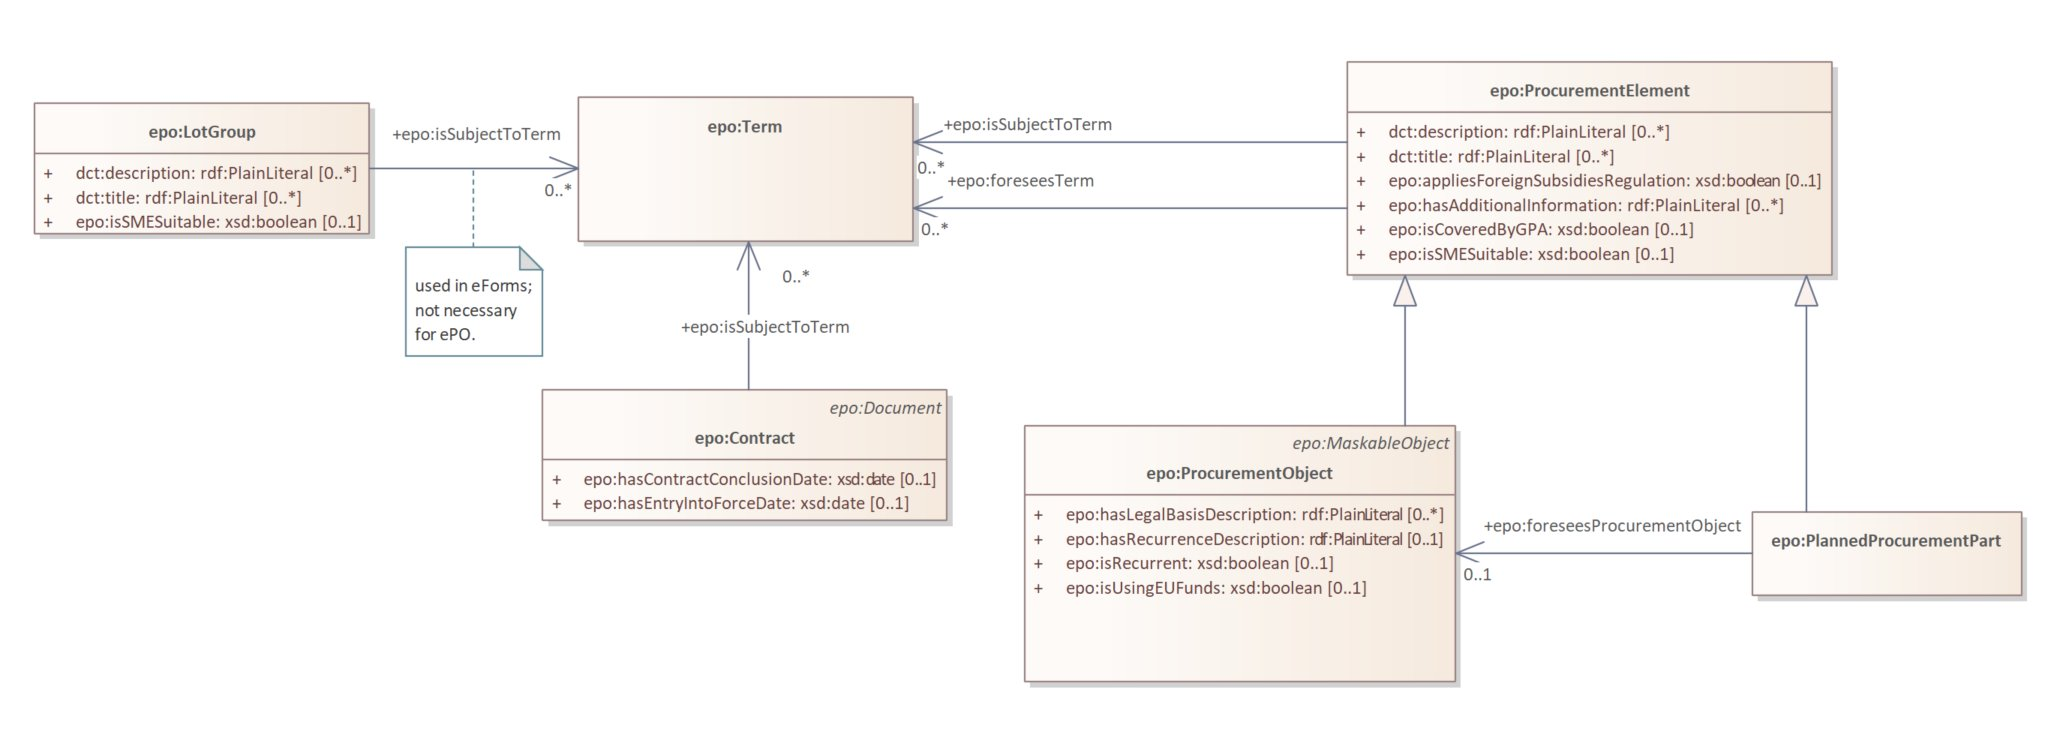 epo:LotGroup
+ dct:description: rdf:PlainLiteral [0..*]
+ dct:title: rdf:PlainLiteral [0..*]
+ epo:isSMESuitable: xsd:boolean [0..1]
+epo:isSubjectToTerm
0..*
used in eForms;
not necessary
for ePO.
epo:Term
+epo:isSubjectToTerm
0..*
+epo:foreseesTerm
0..*
0..*
+epo:isSubjectToTerm
epo:Document
epo:Contract
+ epo:hasContractConclusionDate: xsd:date [0..1]
+ epo:hasEntryIntoForceDate: xsd:date [0..1]
epo:ProcurementElement
+ dct:description: rdf:PlainLiteral [0..*]
+ dct:title: rdf:PlainLiteral [0..*]
+ epo:appliesForeignSubsidiesRegulation: xsd:boolean [0..1]
+ epo:hasAdditionalInformation: rdf:PlainLiteral [0..*]
+ epo:isCoveredByGPA: xsd:boolean [0..1]
+ epo:isSMESuitable: xsd:boolean [0..1]
epo:MaskableObject
epo:ProcurementObject
+ epo:hasLegalBasisDescription: rdf:PlainLiteral [0..*]
+ epo:hasRecurrenceDescription: rdf:PlainLiteral [0..1]
+ epo:isRecurrent: xsd:boolean [0..1]
+ epo:isUsingEUFunds: xsd:boolean [0..1]
+epo:foreseesProcurementObject
0..1
epo:PlannedProcurementPart